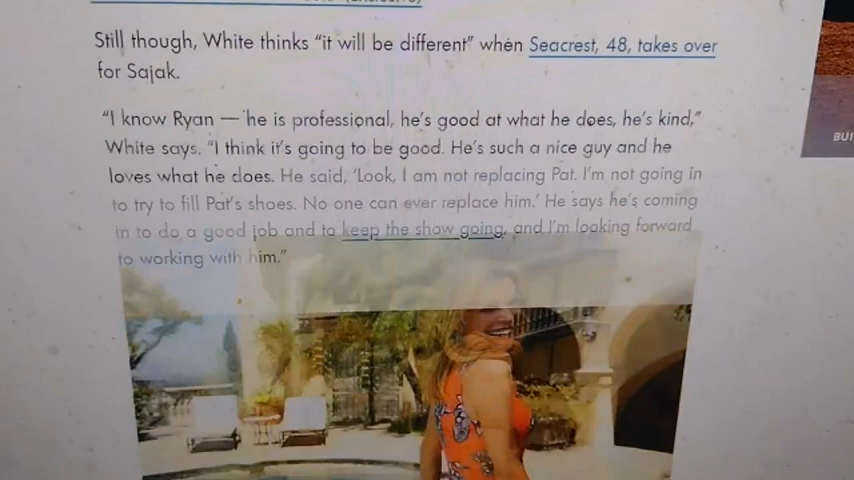 Still though, White thinks “it will be different” when Seacrest, 48, takes over
for Sajak.
“I know Ryan — he is professional, he’s good at what he does, he’s kind,”
White says. “I think it’s going to be good. He’s such a nice guy and he
loves what he does. He said, ‘Look, I am not replacing Pat. I’m not going in
to try to fill Pat’s shoes. No one can ever replace him.’ He says he’s coming
in to do a good job and to keep the show going, and I’m looking forward
to working with him.”